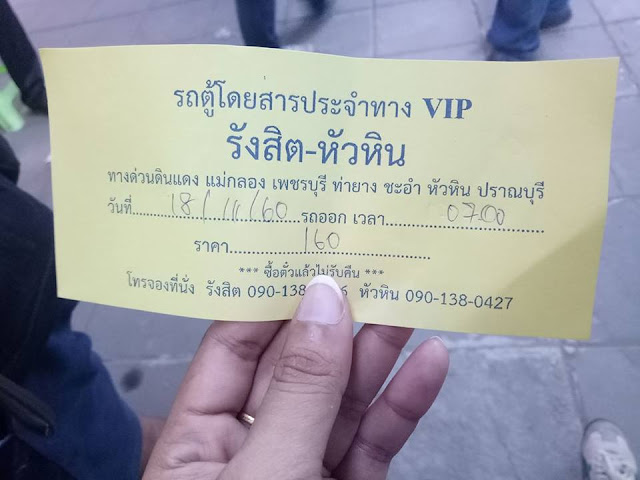 รถตู้โดยสารประจำทาง VIP
รังสิต-หัวหิน
ทางด่วนดินแดง แม่กลอง เพชรบุรี ท่ายาง ชะอำ หัวหิน ปราณบุรี
วันที่ 18/11/60 รถออก เวลา 07.00
ราคา 160
*** ซื้อตั๋วแล้วไม่รับคืน ***
โทรจองที่นั่ง รังสิต 090-138 หัวหิน 090-138-0427